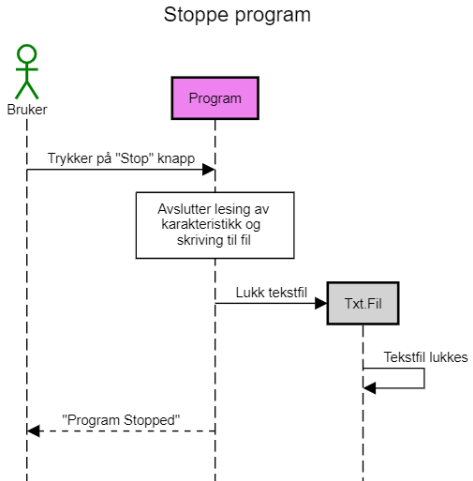 Stoppe program
Bruker
Program
Trykker på "Stop" knapp
Avslutter lesing av
karakteristikk og
skriving til fil
Lukk tekstfil
Txt.Fil
Tekstfil lukkes
"Program Stopped"